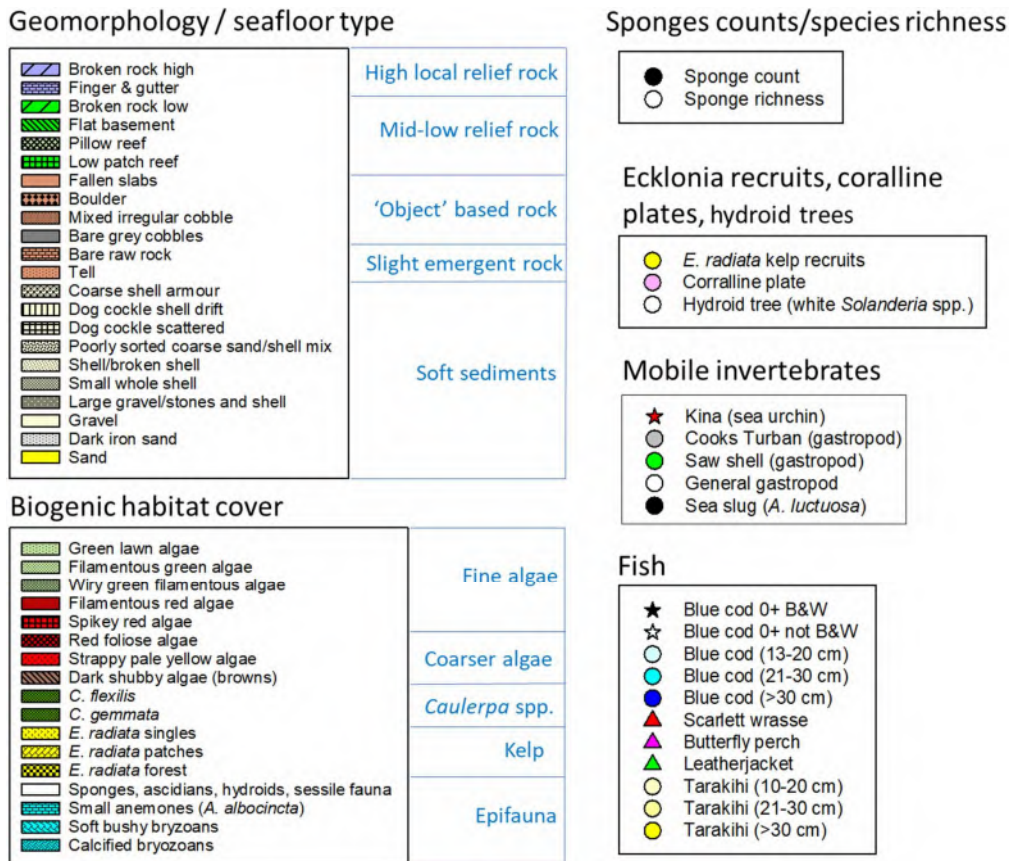 Geomorphology / seafloor type
Broken rock high
Finger & gutter
Broken rock low
Flat basement
Pillow reef
Low patch reef
Fallen slabs
Boulder
Mixed irregular cobble
Bare grey cobbles
Bare raw rock
Tell
Coarse shell armour
Dog cockle shell drift
Dog cockle scattered
Poorly sorted coarse sand/shell mix
Shell/broken shell
Small whole shell
Large gravel/stones and shell
Gravel
Dark iron sand
Sand
High local relief rock
Mid-low relief rock
‘Object’ based rock
Slight emergent rock
Soft sediments
Biogenic habitat cover
Green lawn algae
Filamentous green algae
Wiry green filamentous algae
Filamentous red algae
Spikey red algae
Red foliose algae
Strappy pale yellow algae
Dark shubby algae (browns)
C. flexilis
C. gemmata
E. radiata singles
E. radiata patches
E. radiata forest
Sponges, ascidians, hydroids, sessile fauna
Small anemones (A. albocincta)
Soft bushy bryzoans
Calcified bryozoans
Fine algae
Coarser algae
Caulerpa spp.
Kelp
Epifauna
Sponges counts/species richness
Sponge count
Sponge richness
Ecklonia recruits, coralline
plates, hydroid trees
E. radiata kelp recruits
Corralline plate
Hydroid tree (white Solanderia spp.)
Mobile invertebrates
Kina (sea urchin)
Cooks Turban (gastropod)
Saw shell (gastropod)
General gastropod
Sea slug (A. luctuosa)
Fish
Blue cod 0+ B&W
Blue cod 0+ not B&W
Blue cod (13-20 cm)
Blue cod (21-30 cm)
Blue cod (>30 cm)
Scarlett wrasse
Butterfly perch
Leatherjacket
Tarakihi (10-20 cm)
Tarakihi (21-30 cm)
Tarakihi (>30 cm)